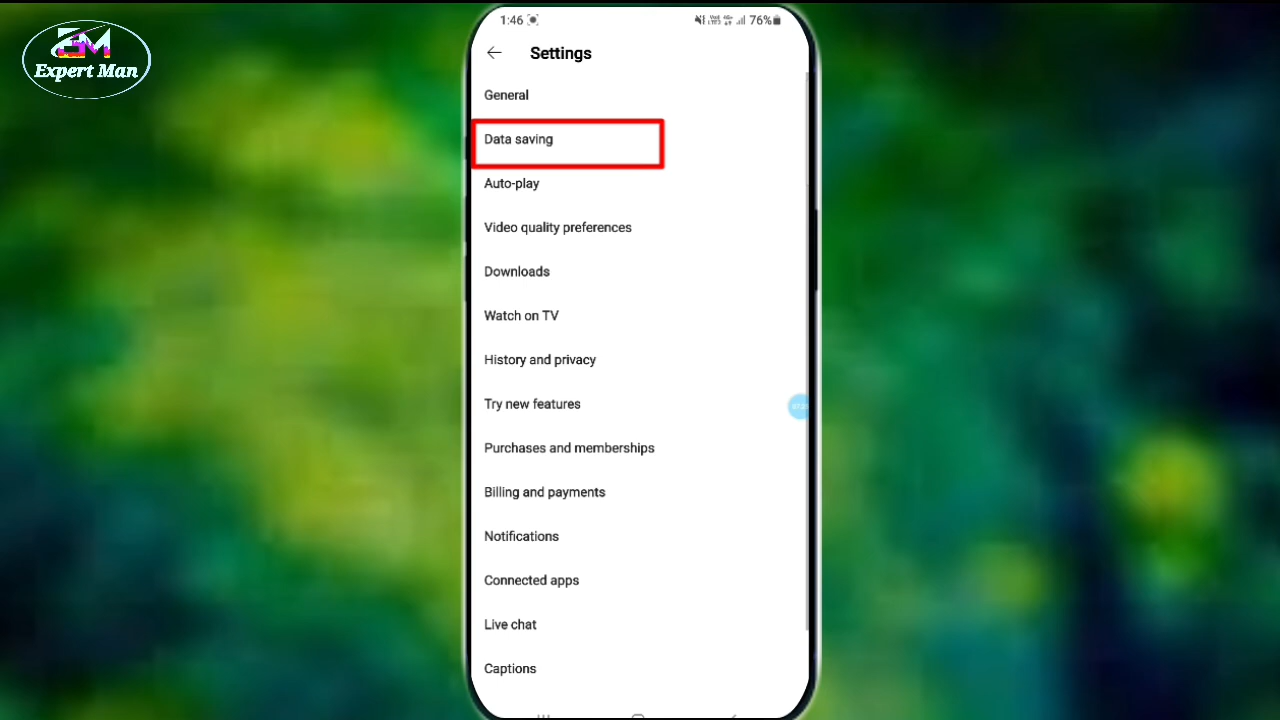 EM
Expert Man
1:46
76%
Settings
General
Data saving
Auto-play
Video quality preferences
Downloads
Watch on TV
History and privacy
Try new features
Purchases and memberships
Billing and payments
Notifications
Connected apps
Live chat
Captions